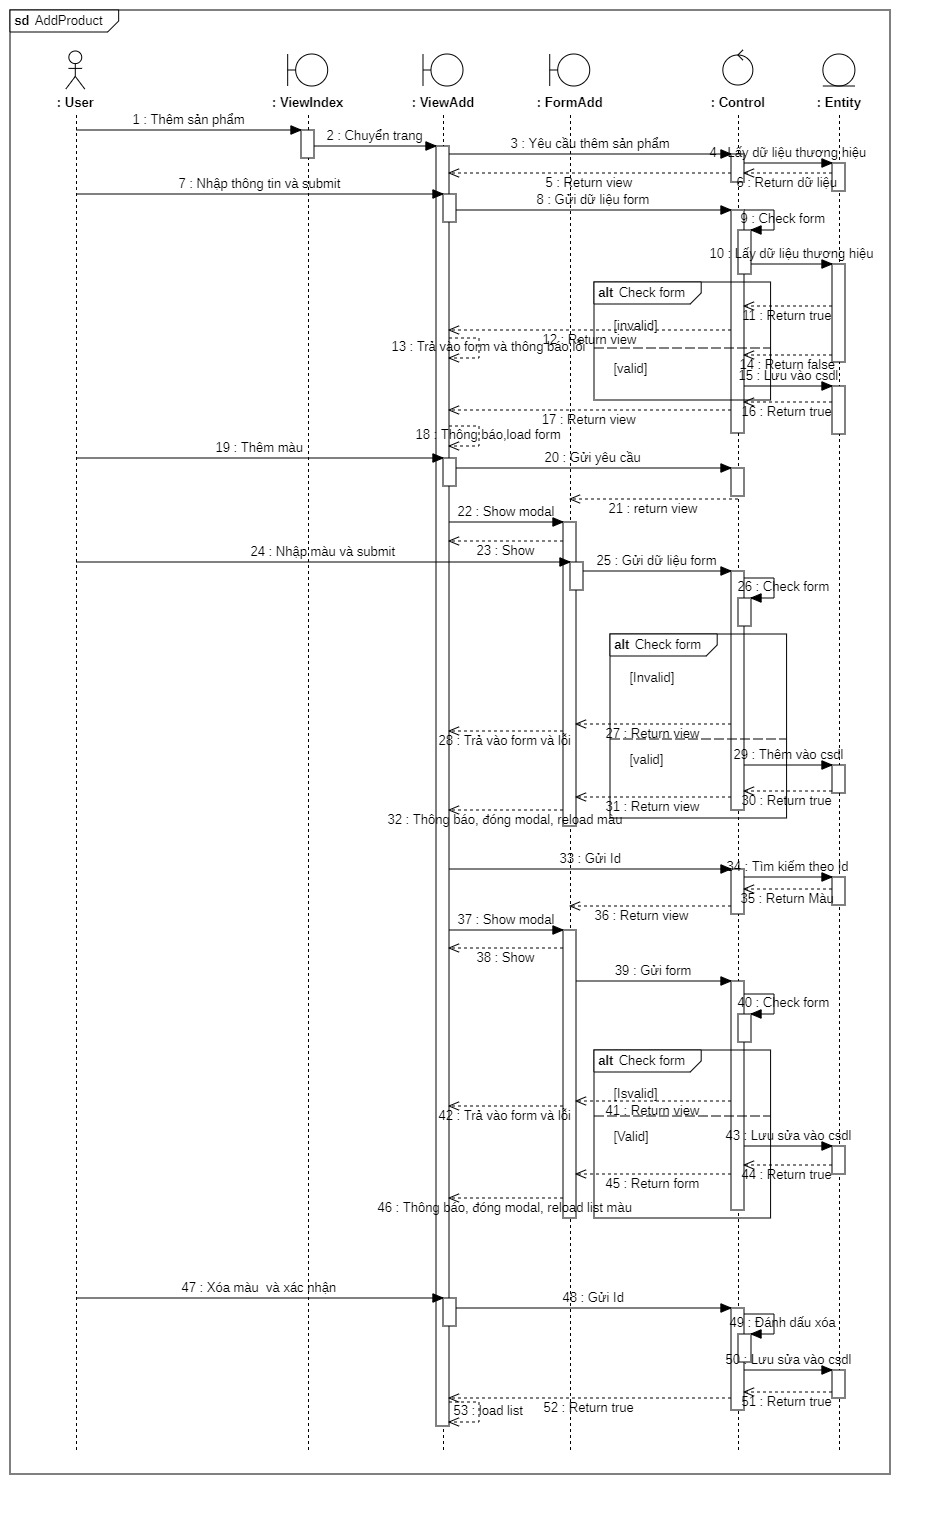 sd AddProduct
: User
: ViewIndex
: ViewAdd
: FormAdd
: Control
: Entity
1 : Thêm sản phẩm
2 : Chuyển trang
3 : Yêu cầu thêm sản phẩm
4 : Lấy dữ liệu thương hiệu
5 : Return view
6 : Return dữ liệu
7 : Nhập thông tin và submit
8 : Gửi dữ liệu form
9 : Check form
10 : Lấy dữ liệu thương hiệu
alt Check form
11 : Return true
[invalid]
12 : Return view
13 : Trả vào form và thông báo lỗi
14 : Return false
[valid]
15 : Lưu vào csdl
16 : Return true
17 : Return view
18 : Thông báo,load form
19 : Thêm màu
20 : Gửi yêu cầu
21 : return view
22 : Show modal
23 : Show
24 : Nhập màu và submit
25 : Gửi dữ liệu form
26 : Check form
alt Check form
[Invalid]
27 : Return view
28 : Trả vào form và lỗi
29 : Thêm vào csdl
[valid]
30 : Return true
31 : Return view
32 : Thông báo, đóng modal, reload màu
33 : Gửi Id
34 : Tìm kiếm theo Id
35 : Return Màu
36 : Return view
37 : Show modal
38 : Show
39 : Gửi form
40 : Check form
alt Check form
[Isvalid]
41 : Return view
42 : Trả vào form và lỗi
43 : Lưu sửa vào csdl
[Valid]
44 : Return true
45 : Return form
46 : Thông báo, đóng modal, reload list màu
47 : Xóa màu  và xác nhận
48 : Gửi Id
49 : Đánh dấu xóa
50 : Lưu sửa vào csdl
51 : Return true
52 : Return true
53 : load list